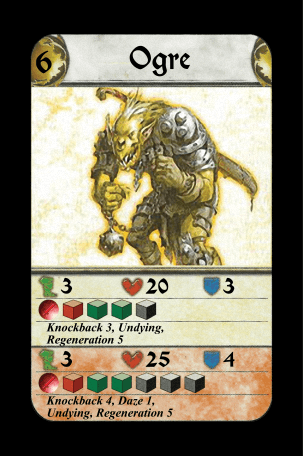 6 Ogre
3 20 3
Knockback 3, Undying,
Regeneration 5
3 25 4
Knockback 4, Daze 1,
Undying, Regeneration 5